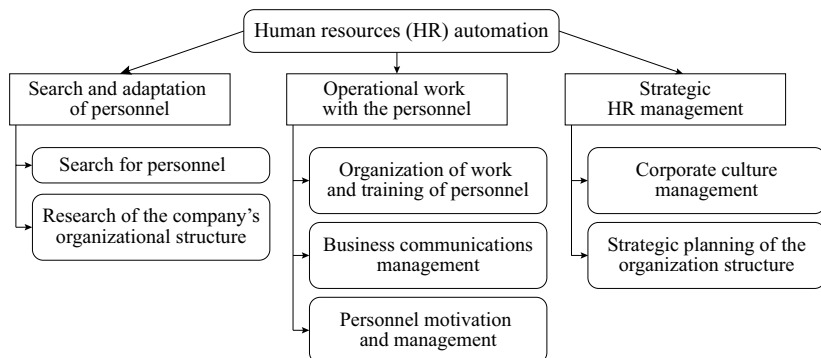 Human resources (HR) automation
Search and adaptation
of personnel
Search for personnel
Research of the company’s
organizational structure
Operational work
with the personnel
Organization of work
and training of personnel
Business communications
management
Personnel motivation
and management
Strategic
HR management
Corporate culture
management
Strategic planning of the
organization structure